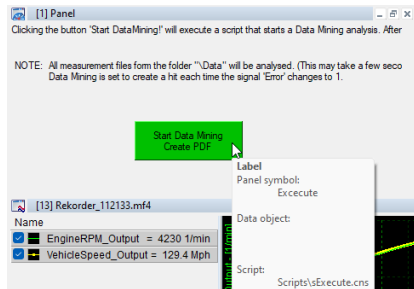 [1] Panel
Clicking the button 'Start DataMining!' will execute a script that starts a Data Mining analysis. After
NOTE: All measurement files form the folder "\Data" will be analysed. (This may take a few seco
Data Mining is set to create a hit each time the signal 'Error' changes to 1.
Start Data Mining
Create PDF
Label
Panel symbol:
Excecute
Data object:
Script:
Scripts\sExecute.cns
[13] Rekorder_112133.mf4
Name
EngineRPM_Output = 4230 1/min
VehicleSpeed_Output = 129.4 Mph